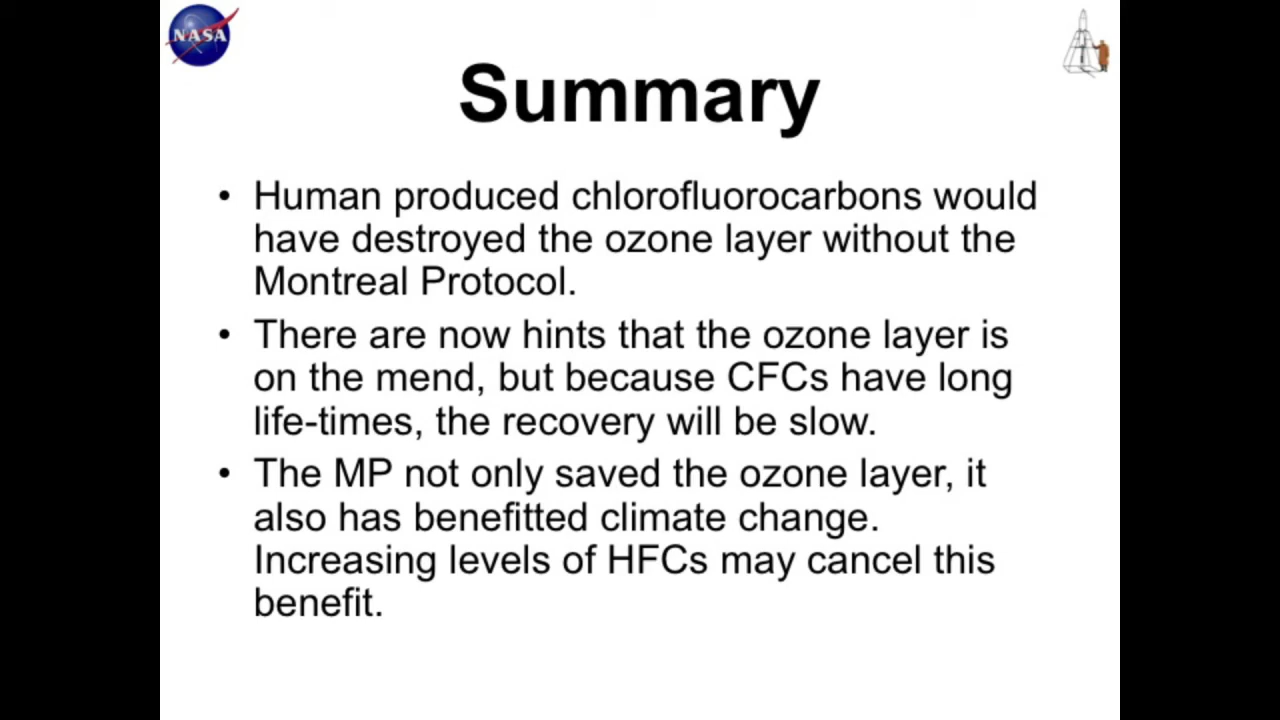 NASA
Summary
• Human produced chlorofluorocarbons would
have destroyed the ozone layer without the
Montreal Protocol.
• There are now hints that the ozone layer is
on the mend, but because CFCs have long
life-times, the recovery will be slow.
• The MP not only saved the ozone layer, it
also has benefitted climate change.
Increasing levels of HFCs may cancel this
benefit.